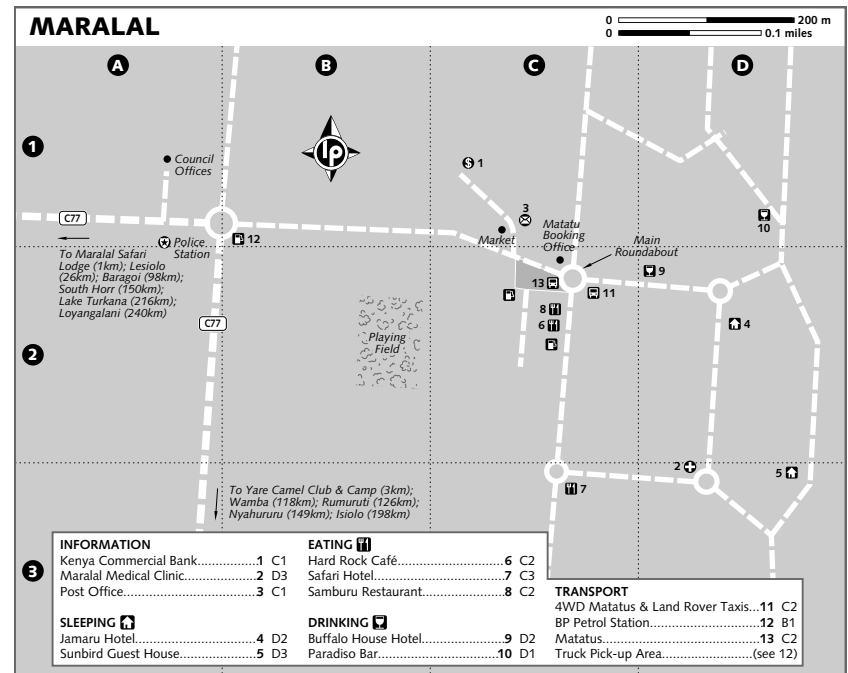 MARALAL
0 200 m
0 0.1 miles
A B C D
1
Council
Offices
lp
1
3
C77
Police
Station
12
Market
Matatu
Booking
Office
Main
Roundabout
10
To Maralal Safari
Lodge (1km); Lesiolo
(26km); Baragoi (98km);
South Horr (150km);
Lake Turkana (216km);
Loyangalani (240km)
13
11
9
8
6
4
C77
2
Playing
Field
2
5
7
To Yare Camel Club & Camp (3km);
Wamba (118km); Rumuruti (126km);
Nyahururu (149km); Isiolo (198km)
3
INFORMATION
Kenya Commercial Bank.................1 C1
Maralal Medical Clinic...................2 D3
Post Office.................................3 C1
SLEEPING
Jamaru Hotel..............................4 D2
Sunbird Guest House....................5 D3
EATING
Hard Rock Café...........................6 C2
Safari Hotel................................7 C3
Samburu Restaurant.....................8 C2
DRINKING
Buffalo House Hotel.....................9 D2
Paradiso Bar..............................10 D1
TRANSPORT
4WD Matatus & Land Rover Taxis...11 C2
BP Petrol Station.........................12 B1
Matatus....................................13 C2
Truck Pick-up Area..................(see 12)